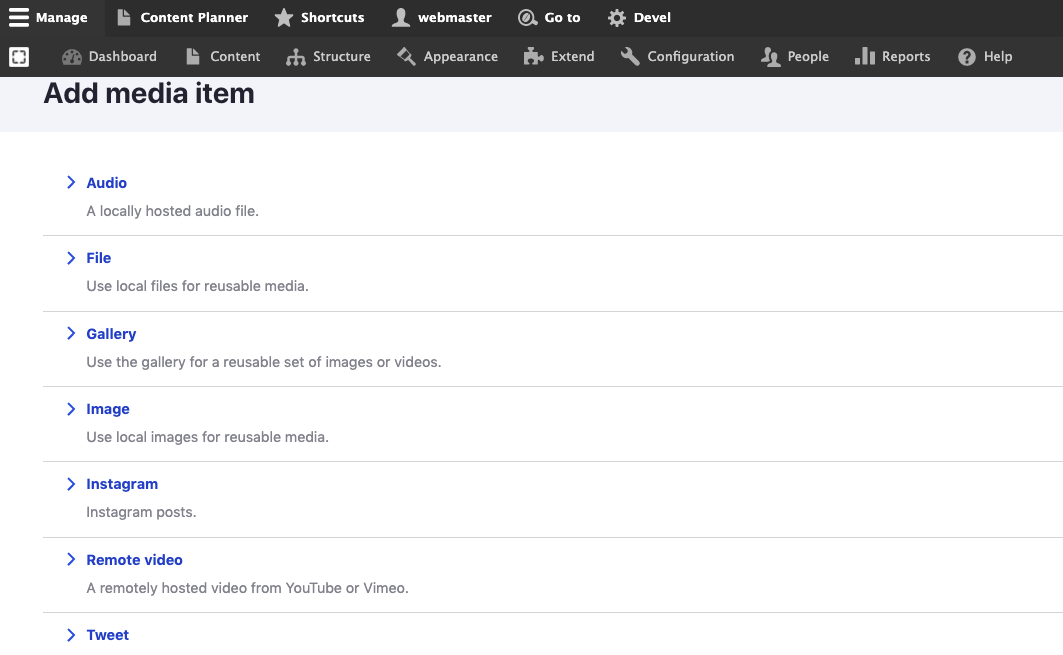 Manage Content Planner Shortcuts webmaster Go to Devel
Dashboard Content Structure Appearance Extend Configuration People Reports Help
Add media item
Audio
A locally hosted audio file.
File
Use local files for reusable media.
Gallery
Use the gallery for a reusable set of images or videos.
Image
Use local images for reusable media.
Instagram
Instagram posts.
Remote video
A remotely hosted video from YouTube or Vimeo.
Tweet